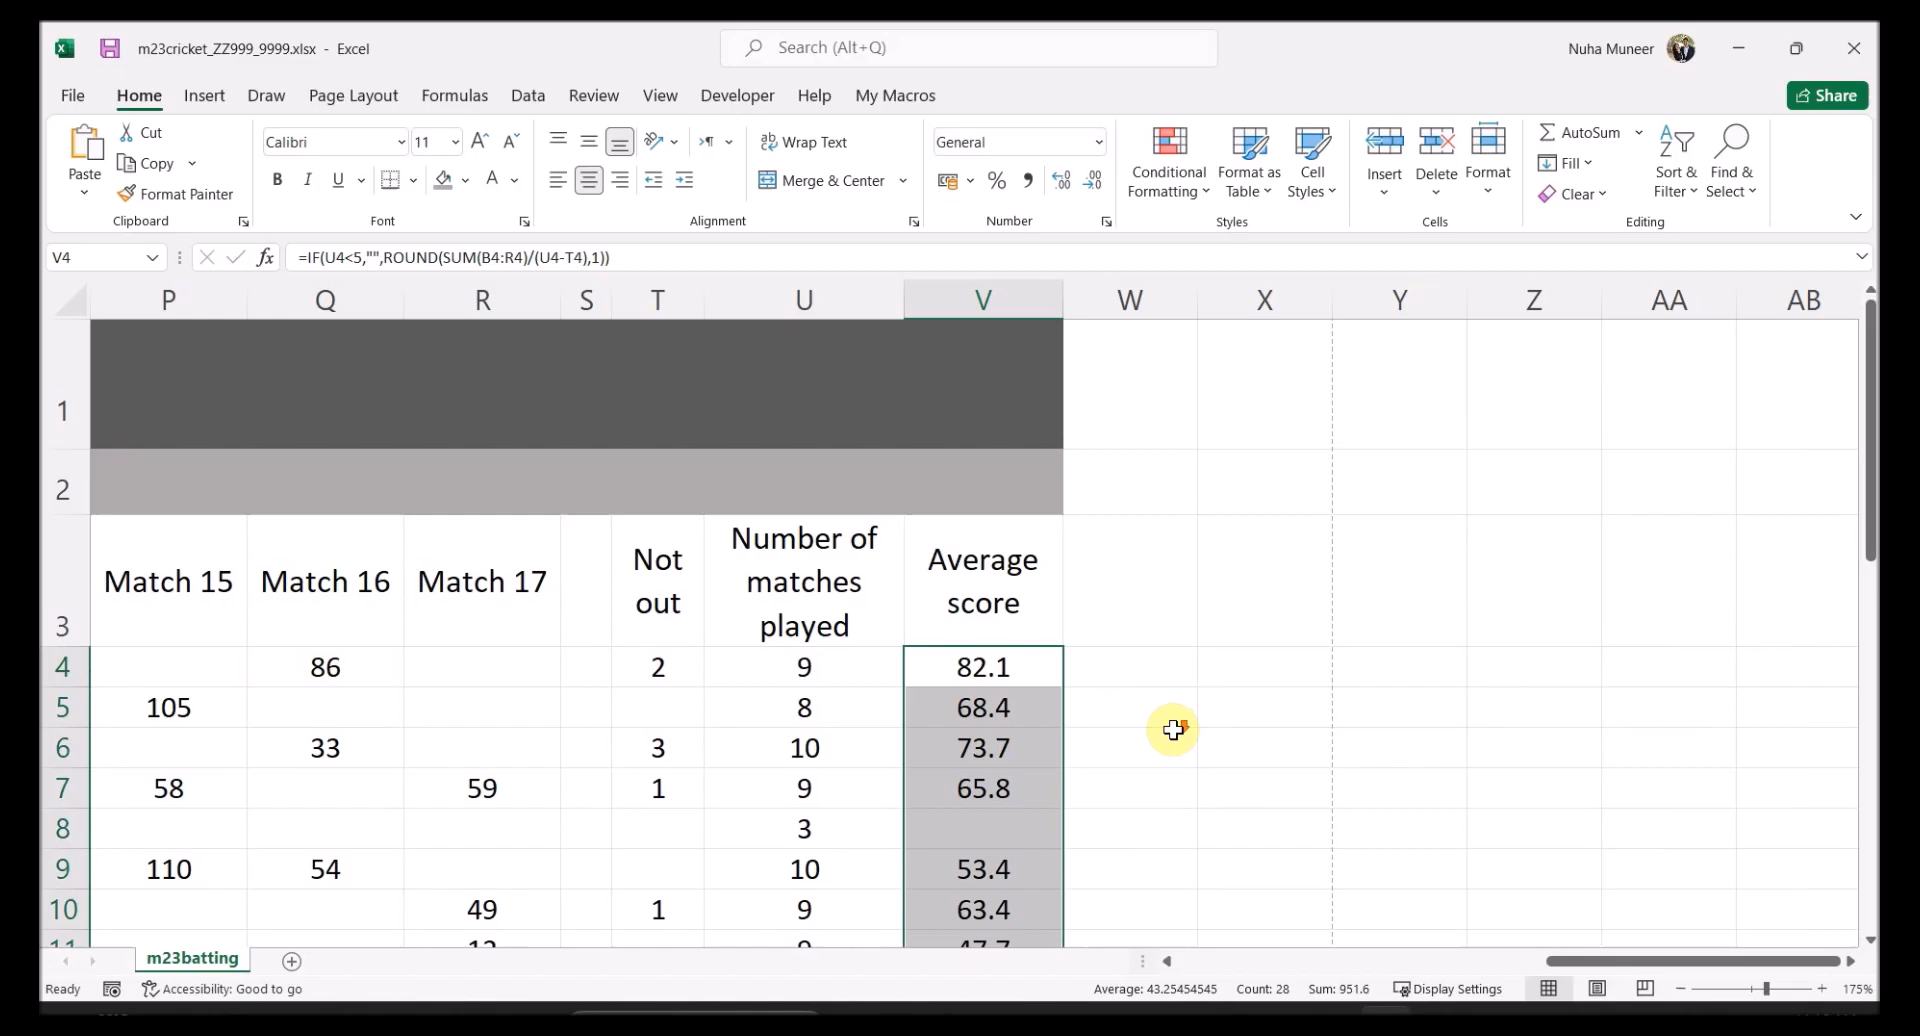 m23cricket_ZZ999_9999.xlsx - Excel
Search (Alt+Q)
Nuha Muneer
File Home Insert Draw Page Layout Formulas Data Review View Developer Help My Macros
Share
Paste
Cut
Copy
Format Painter
Clipboard
Calibri 11
B I U
Font
Wrap Text
Merge & Center
Alignment
General
Number
Conditional Formatting
Format as Table
Cell Styles
Styles
Insert Delete Format
Cells
AutoSum
Fill
Clear
Sort & Filter
Find & Select
Editing
V4 fx =IF(U4<5,"",ROUND(SUM(B4:R4)/(U4-T4),1))
P Q R S T U V W X Y Z AA AB
1
2
3 Match 15 Match 16 Match 17 Not out Number of matches played Average score
4 86 2 9 82.1
5 105 8 68.4
6 33 3 10 73.7
7 58 59 1 9 65.8
8 3
9 110 54 10 53.4
10 49 1 9 63.4
11 12 9 47.7
m23batting
Ready Accessibility: Good to go Average: 43.25454545 Count: 28 Sum: 951.6 Display Settings 175%